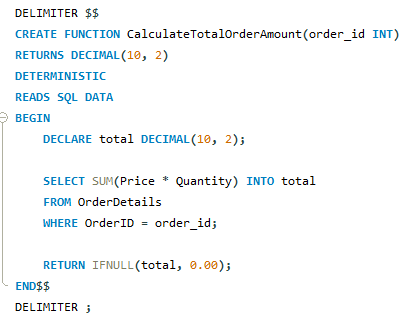 DELIMITER $$
CREATE FUNCTION CalculateTotalOrderAmount(order_id INT)
RETURNS DECIMAL(10, 2)
DETERMINISTIC
READS SQL DATA
BEGIN
    DECLARE total DECIMAL(10, 2);

    SELECT SUM(Price * Quantity) INTO total
    FROM OrderDetails
    WHERE OrderID = order_id;

    RETURN IFNULL(total, 0.00);
END$$
DELIMITER ;